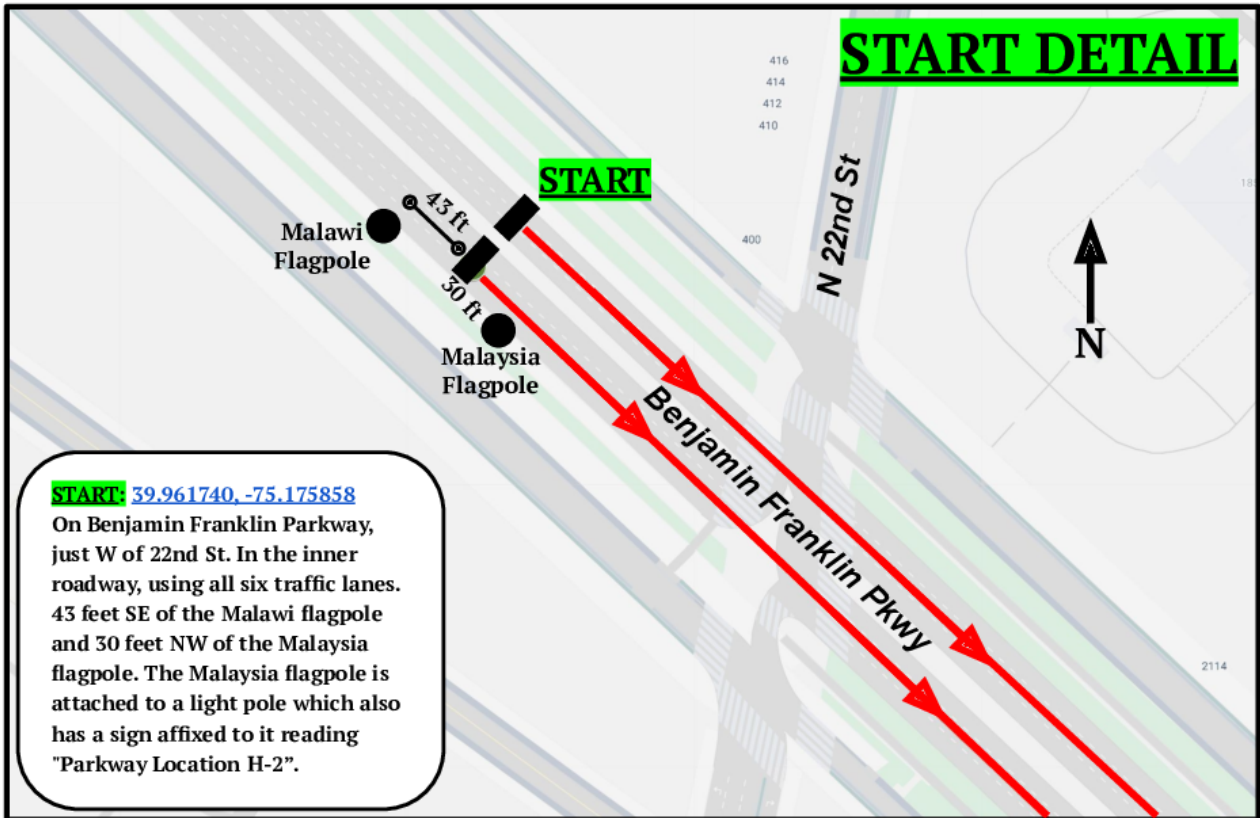 START DETAIL
416
414
412
410
START
N 22nd St
43 ft
Malawi
Flagpole
400
30 ft
N
Malaysia
Flagpole
Benjamin Franklin Pkwy
START: 39.961740, -75.175858
On Benjamin Franklin Parkway,
just W of 22nd St. In the inner
roadway, using all six traffic lanes.
43 feet SE of the Malawi flagpole
and 30 feet NW of the Malaysia
flagpole. The Malaysia flagpole is
attached to a light pole which also
has a sign affixed to it reading
"Parkway Location H-2”.
2114